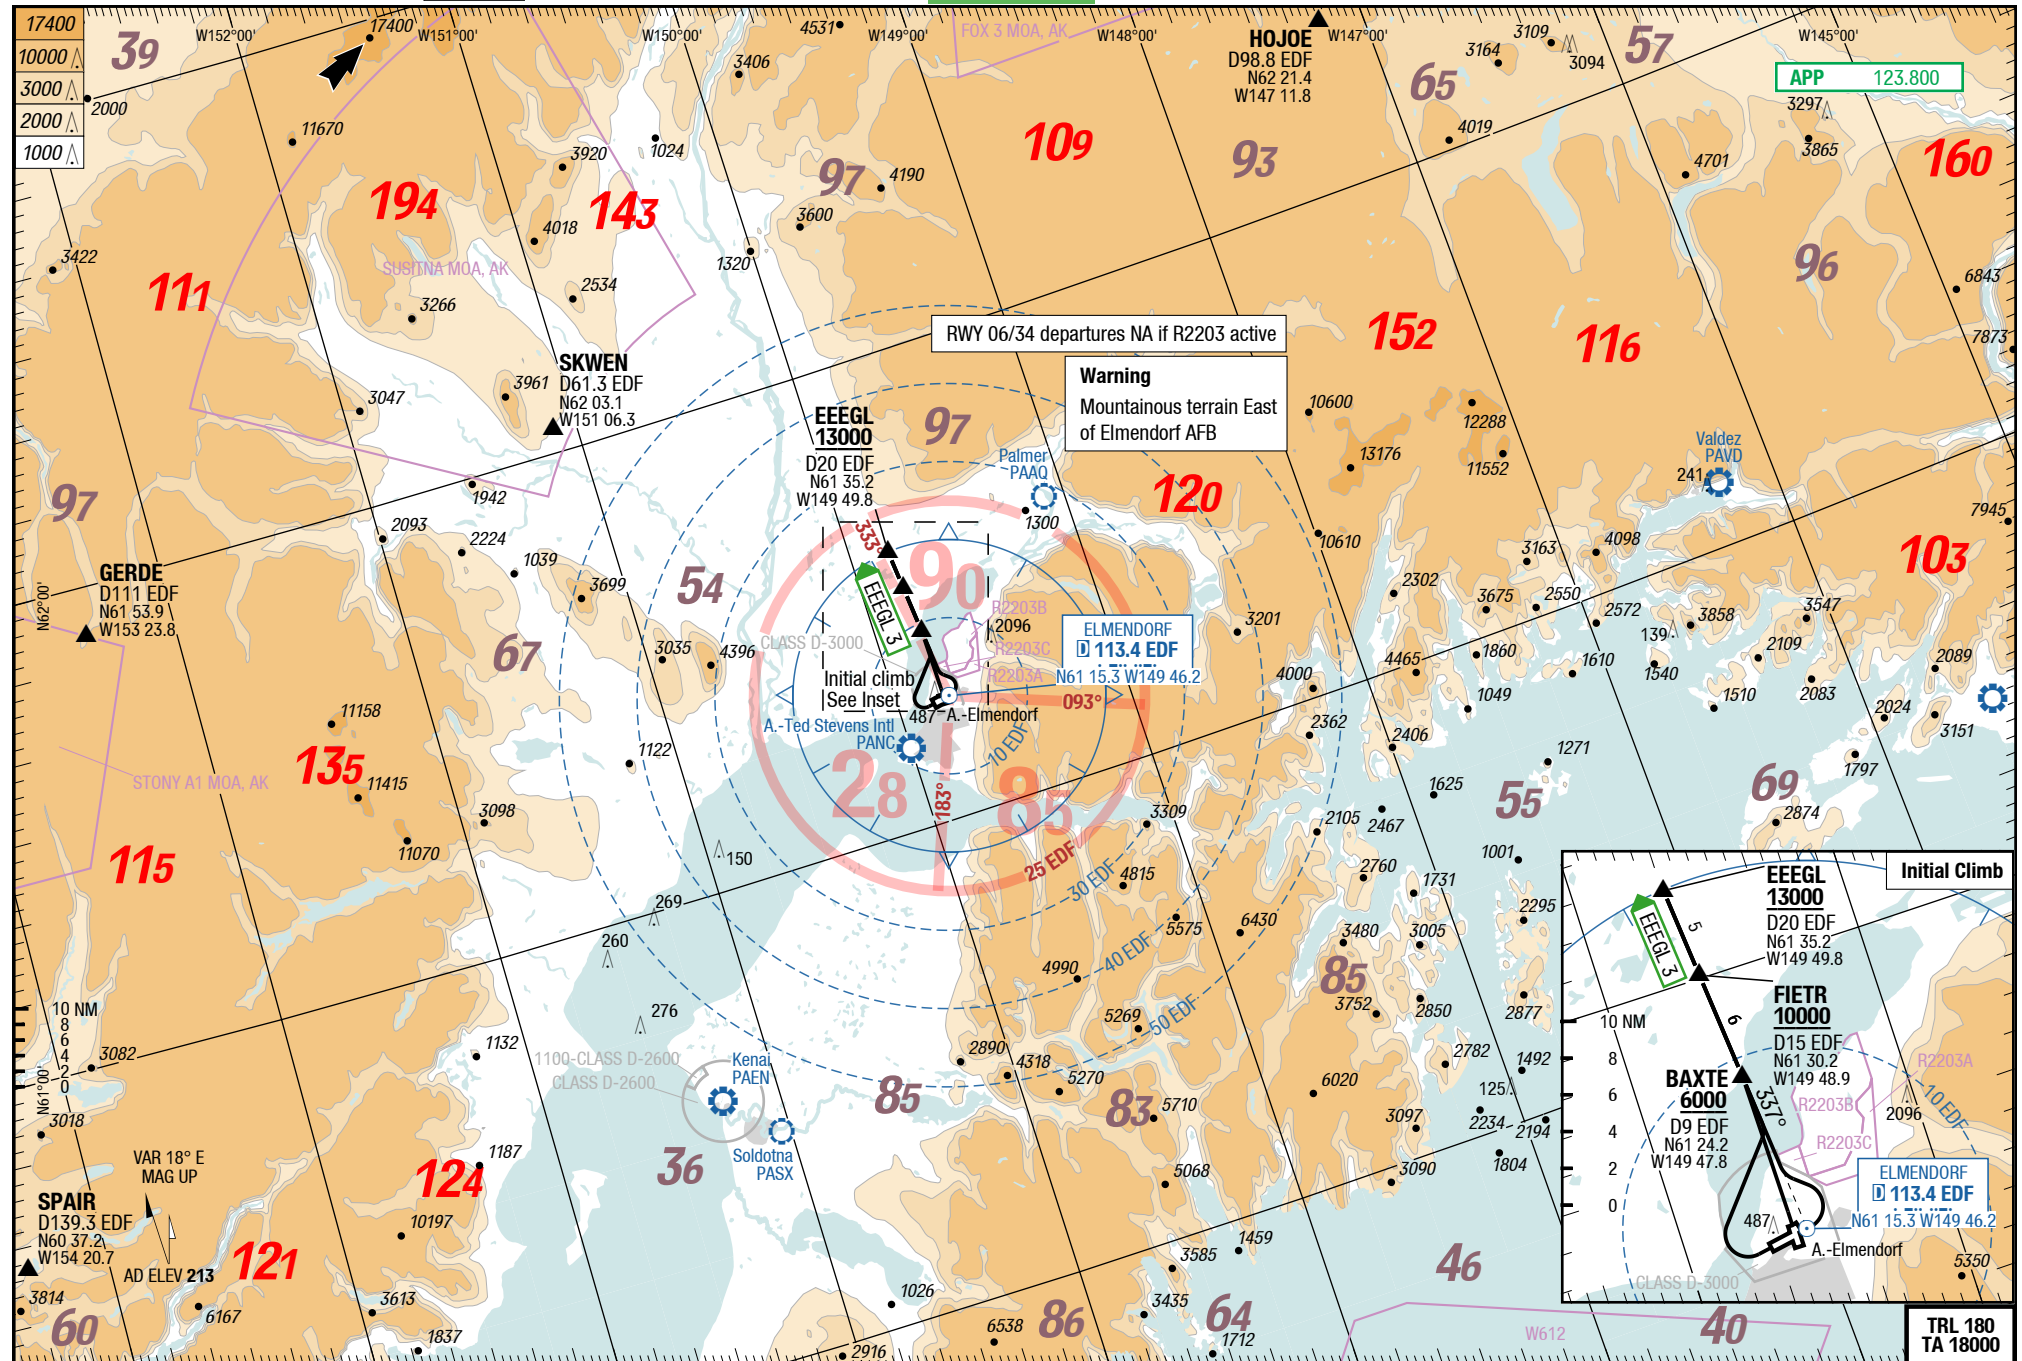 17400
10000
3000
2000
1000
39
2000
W152°00'
17400
W151°00'
11670
194
143
3920
4018
2534
W150°00'
1024
3406
4531
W149°00'
FOX 3 MOA, AK
W148°00'
HOJOE
D98.8 EDF
N62 21.4
W147 11.8
W147°00'
3164
3109
3094
57
65
W145°00'
APP 123.800
3297
3865
4019
4701
160
109
93
97
4190
3600
1320
3422
111
SUSITNA MOA, AK
3266
96
6843
7873
152
116
RWY 06/34 departures NA if R2203 active
Warning
Mountainous terrain East
of Elmendorf AFB
SKWEN
D61.3 EDF
N62 03.1
W151 06.3
3961
3047
1942
EEEGL
13000
D20 EDF
N61 35.2
W149 49.8
97
Palmer
PAAQ
1300
120
10600
13176
12288
11552
10610
Valdez
PAVD
241
7945
103
97
2093
2224
1039
3699
54
67
3035
4396
GERDE
D111 EDF
N61 53.9
W153 23.8
N62°00'
333°
EEEGL 3
90
R2203B
2096
R2203C
R2203A
CLASS D-3000
Initial climb
See Inset
487
A.-Elmendorf
ELMENDORF
D 113.4 EDF
N61 15.3 W149 46.2
093°
A.-Ted Stevens Intl
PANC
10 EDF
28
183°
85
25 EDF
30 EDF
40 EDF
50 EDF
3201
4000
2362
2302
4465
2406
3163
4098
3675
2550
2572
1860
1049
1610
139
3858
1540
3547
2109
1510
2083
2089
2024
3151
1797
1271
1625
55
69
2874
2467
2105
1001
2760
1731
3309
4815
5575
6430
3480
3005
2295
85
3752
2850
2877
4990
5269
2782
1492
125
2234
2194
6020
3097
3090
1804
11158
135
11415
11070
3098
1122
STONY A1 MOA, AK
115
150
269
260
276
10 NM
8
6
4
2
0
N61°00'
3082
3018
1132
1187
124
1100-CLASS D-2600
CLASS D-2600
Kenai
PAEN
Soldotna
PASX
36
85
2890
4318
5270
83
5710
5068
VAR 18° E
MAG UP
SPAIR
D139.3 EDF
N60 37.2
W154 20.7
AD ELEV 213
121
10197
3814
60
6167
3613
1837
1026
2916
6538
86
3585
1459
3435
64
1712
46
W612
40
Initial Climb
EEEGL
13000
D20 EDF
N61 35.2
W149 49.8
EEEGL 3
5
FIETR
10000
D15 EDF
N61 30.2
W149 48.9
6
10 NM
8
6
4
2
0
BAXTE
6000
D9 EDF
N61 24.2
W149 47.8
337°
R2203A
R2203B
R2203C
2096
10 EDF
ELMENDORF
D 113.4 EDF
N61 15.3 W149 46.2
487
A.-Elmendorf
CLASS D-3000
5350
TRL 180
TA 18000